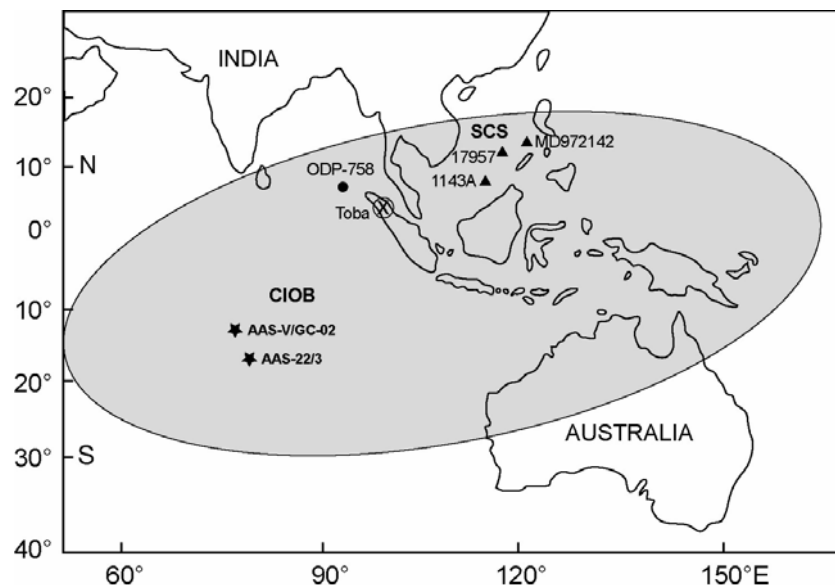 INDIA
20°
SCS
MD972142
17957
10°
N
ODP-758
1143A
Toba
0°
CIOB
10°
AAS-V/GC-02
AAS-22/3
20°
AUSTRALIA
30°
S
40°
60°
90°
120°
150°E